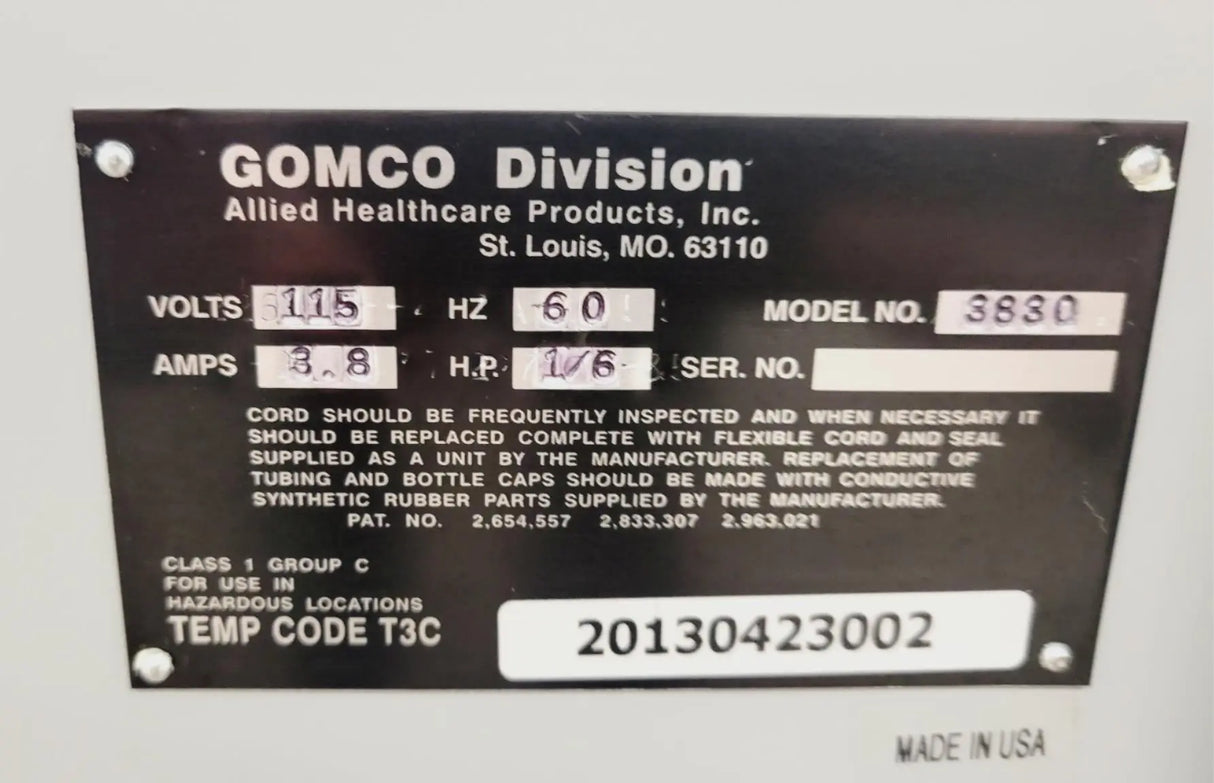 GOMCO Division
Allied Healthcare Products, Inc.
St. Louis, MO. 63110
VOLTS 115 HZ 60 MODEL NO. 3830
AMPS 3.8 H.P. 1/6 SER. NO.
CORD SHOULD BE FREQUENTLY INSPECTED AND WHEN NECESSARY IT
SHOULD BE REPLACED COMPLETE WITH FLEXIBLE CORD AND SEAL
SUPPLIED AS A UNIT BY THE MANUFACTURER. REPLACEMENT OF
TUBING AND BOTTLE CAPS SHOULD BE MADE WITH CONDUCTIVE
SYNTHETIC RUBBER PARTS SUPPLIED BY THE MANUFACTURER.
PAT. NO. 2,654,557 2,833,307 2.963,021
CLASS 1 GROUP C
FOR USE IN
HAZARDOUS LOCATIONS
TEMP CODE T3C
20130423002
MADE IN USA